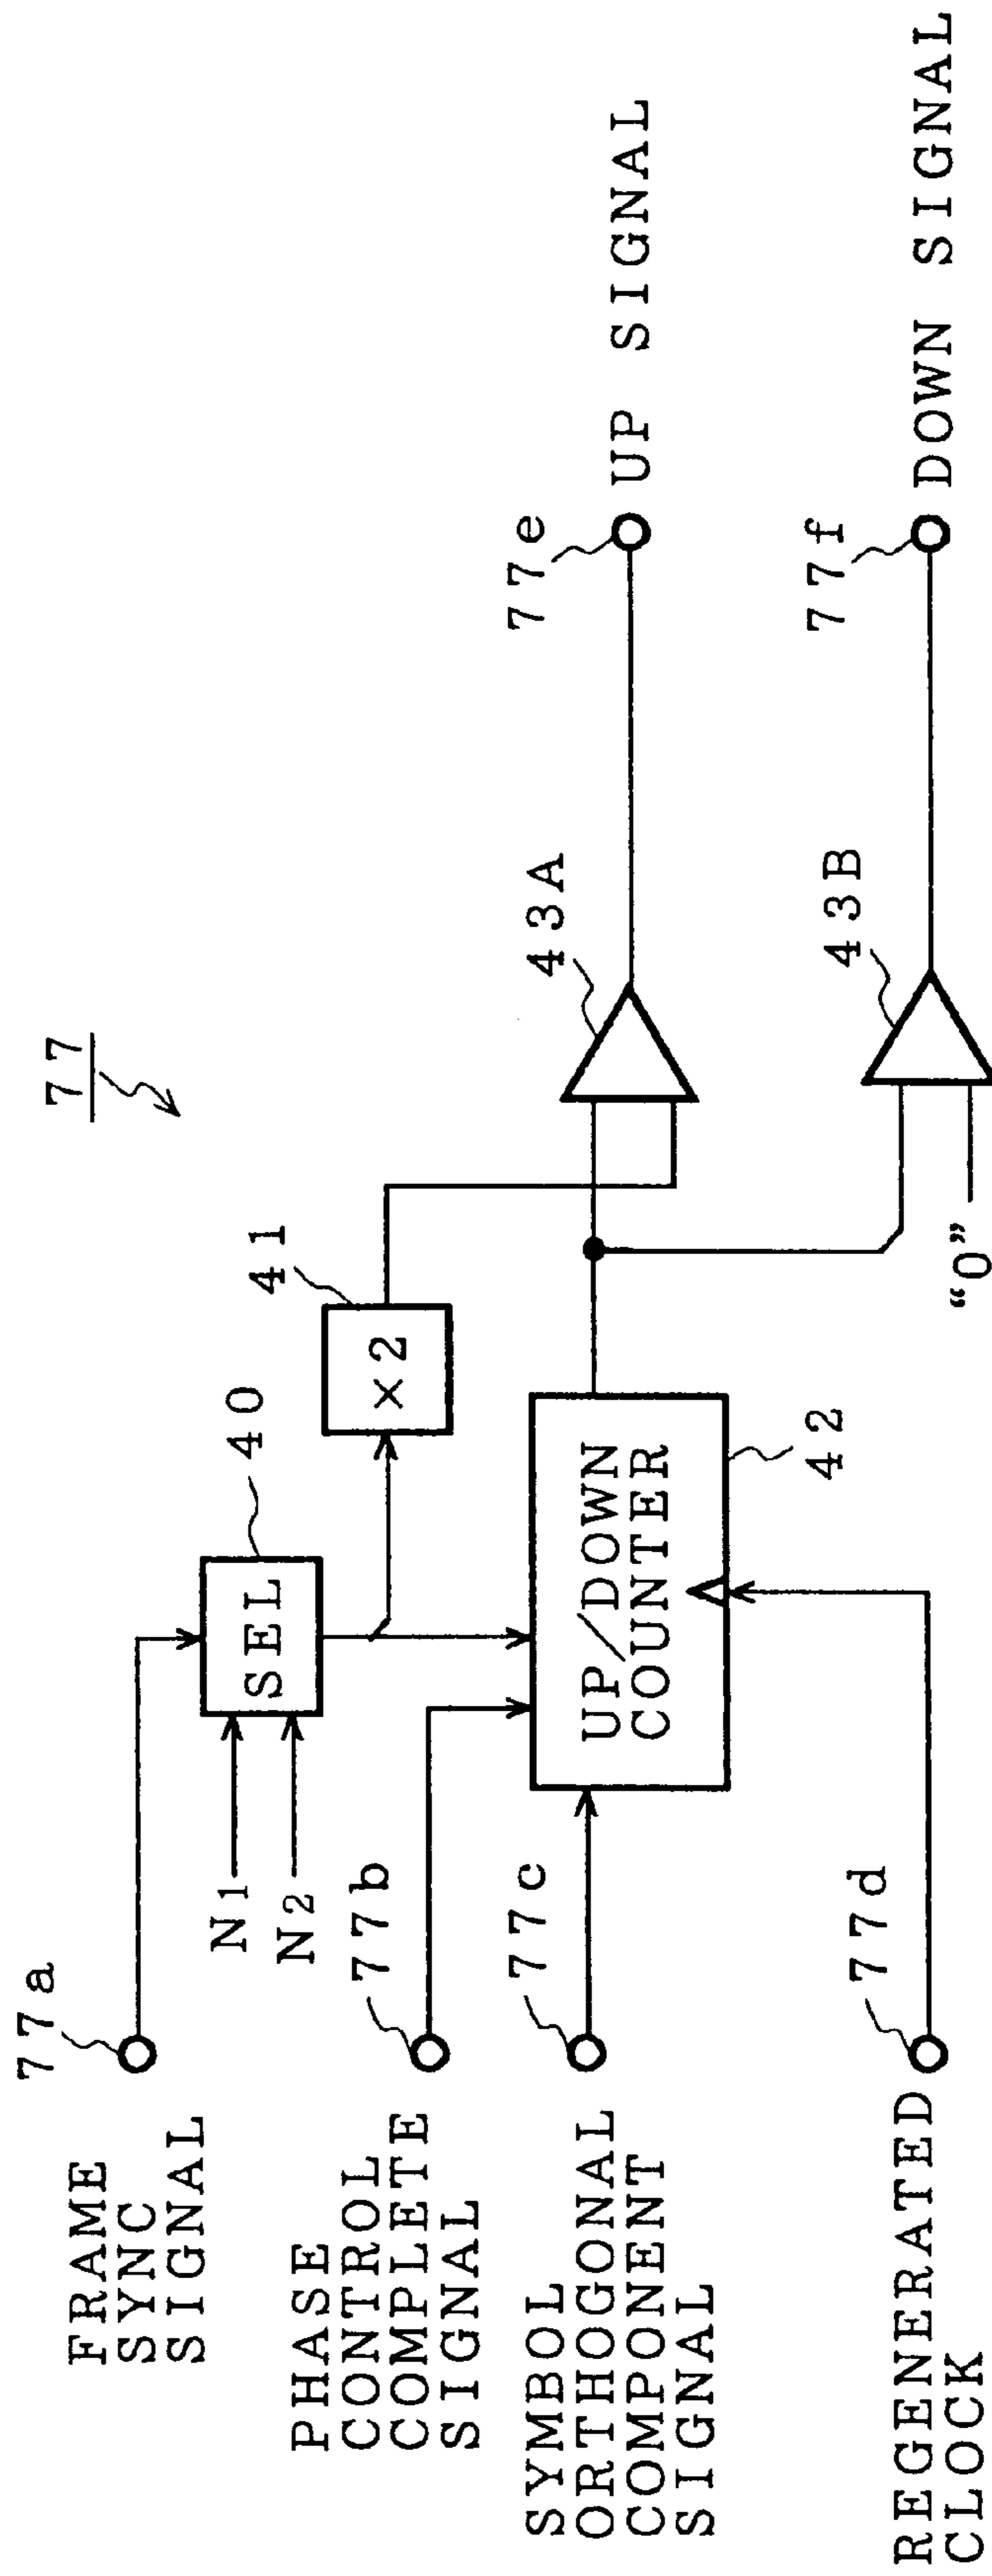 77
77a
FRAME
SYNC
SIGNAL
N1
N2
SEL
40
41
×2
77b
PHASE
CONTROL
COMPLETE
SIGNAL
77c
SYMBOL
ORTHOGONAL
COMPONENT
SIGNAL
UP/DOWN
COUNTER
42
43A
77e
UP SIGNAL
77d
REGENERATED
CLOCK
"0"
43B
77f
DOWN SIGNAL